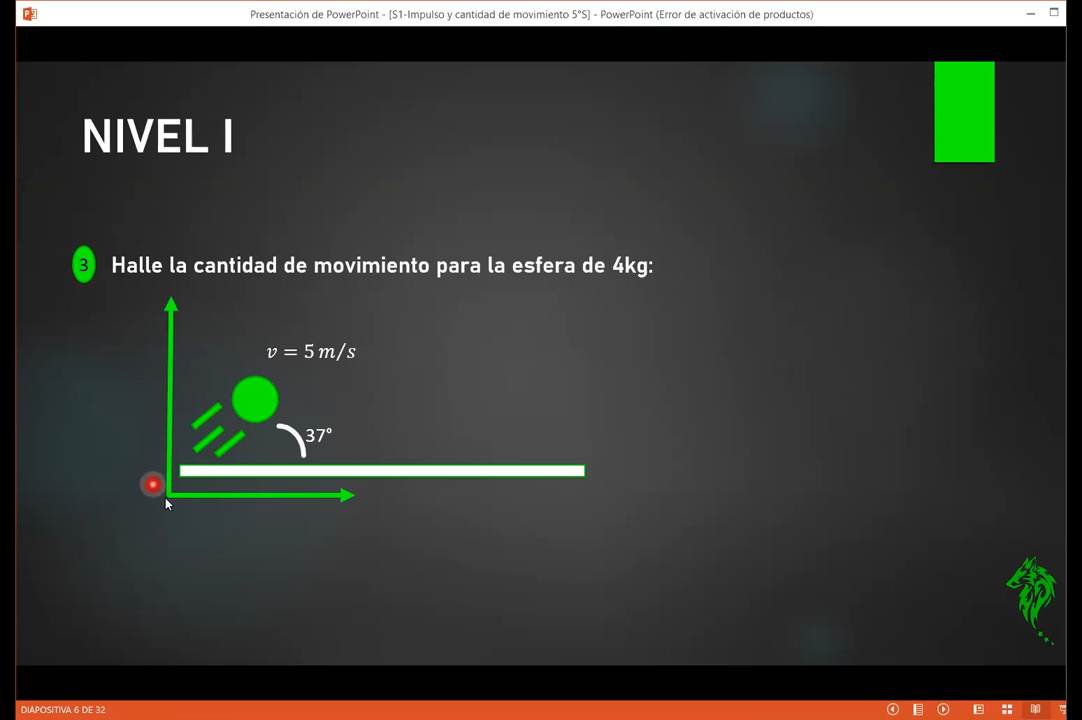 Presentación de PowerPoint - [S1-Impulso y cantidad de movimiento 5°S] - PowerPoint (Error de activación de productos)
NIVEL I
3 Halle la cantidad de movimiento para la esfera de 4kg:
v = 5 m/s
37°
DIAPOSITIVA 6 DE 32